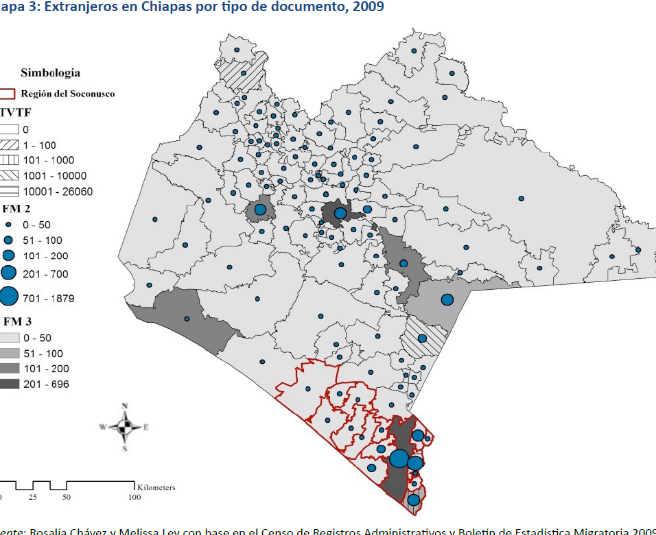 apa 3: Extranjeros en Chiapas por tipo de documento, 2009
Simbología
Región del Soconusco
TVTF
0
1 - 100
101 - 1000
1001 - 10000
10001 - 26060
FM 2
0 - 50
51 - 100
101 - 200
201 - 700
701 - 1879
FM 3
0 - 50
51 - 100
101 - 200
201 - 696
N
W E
S
Kilometers
0 25 50 100
ente: Rosalía Chávez y Melissa Ley con base en el Censo de Registros Administrativos y Boletín de Estadística Migratoria 2009